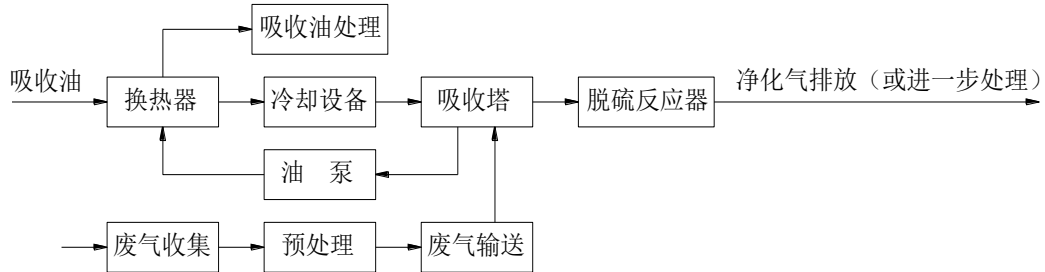 吸收油处理
吸收油
换热器
冷却设备
吸收塔
脱硫反应器
净化气排放（或进一步处理）
油 泵
废气收集
预处理
废气输送